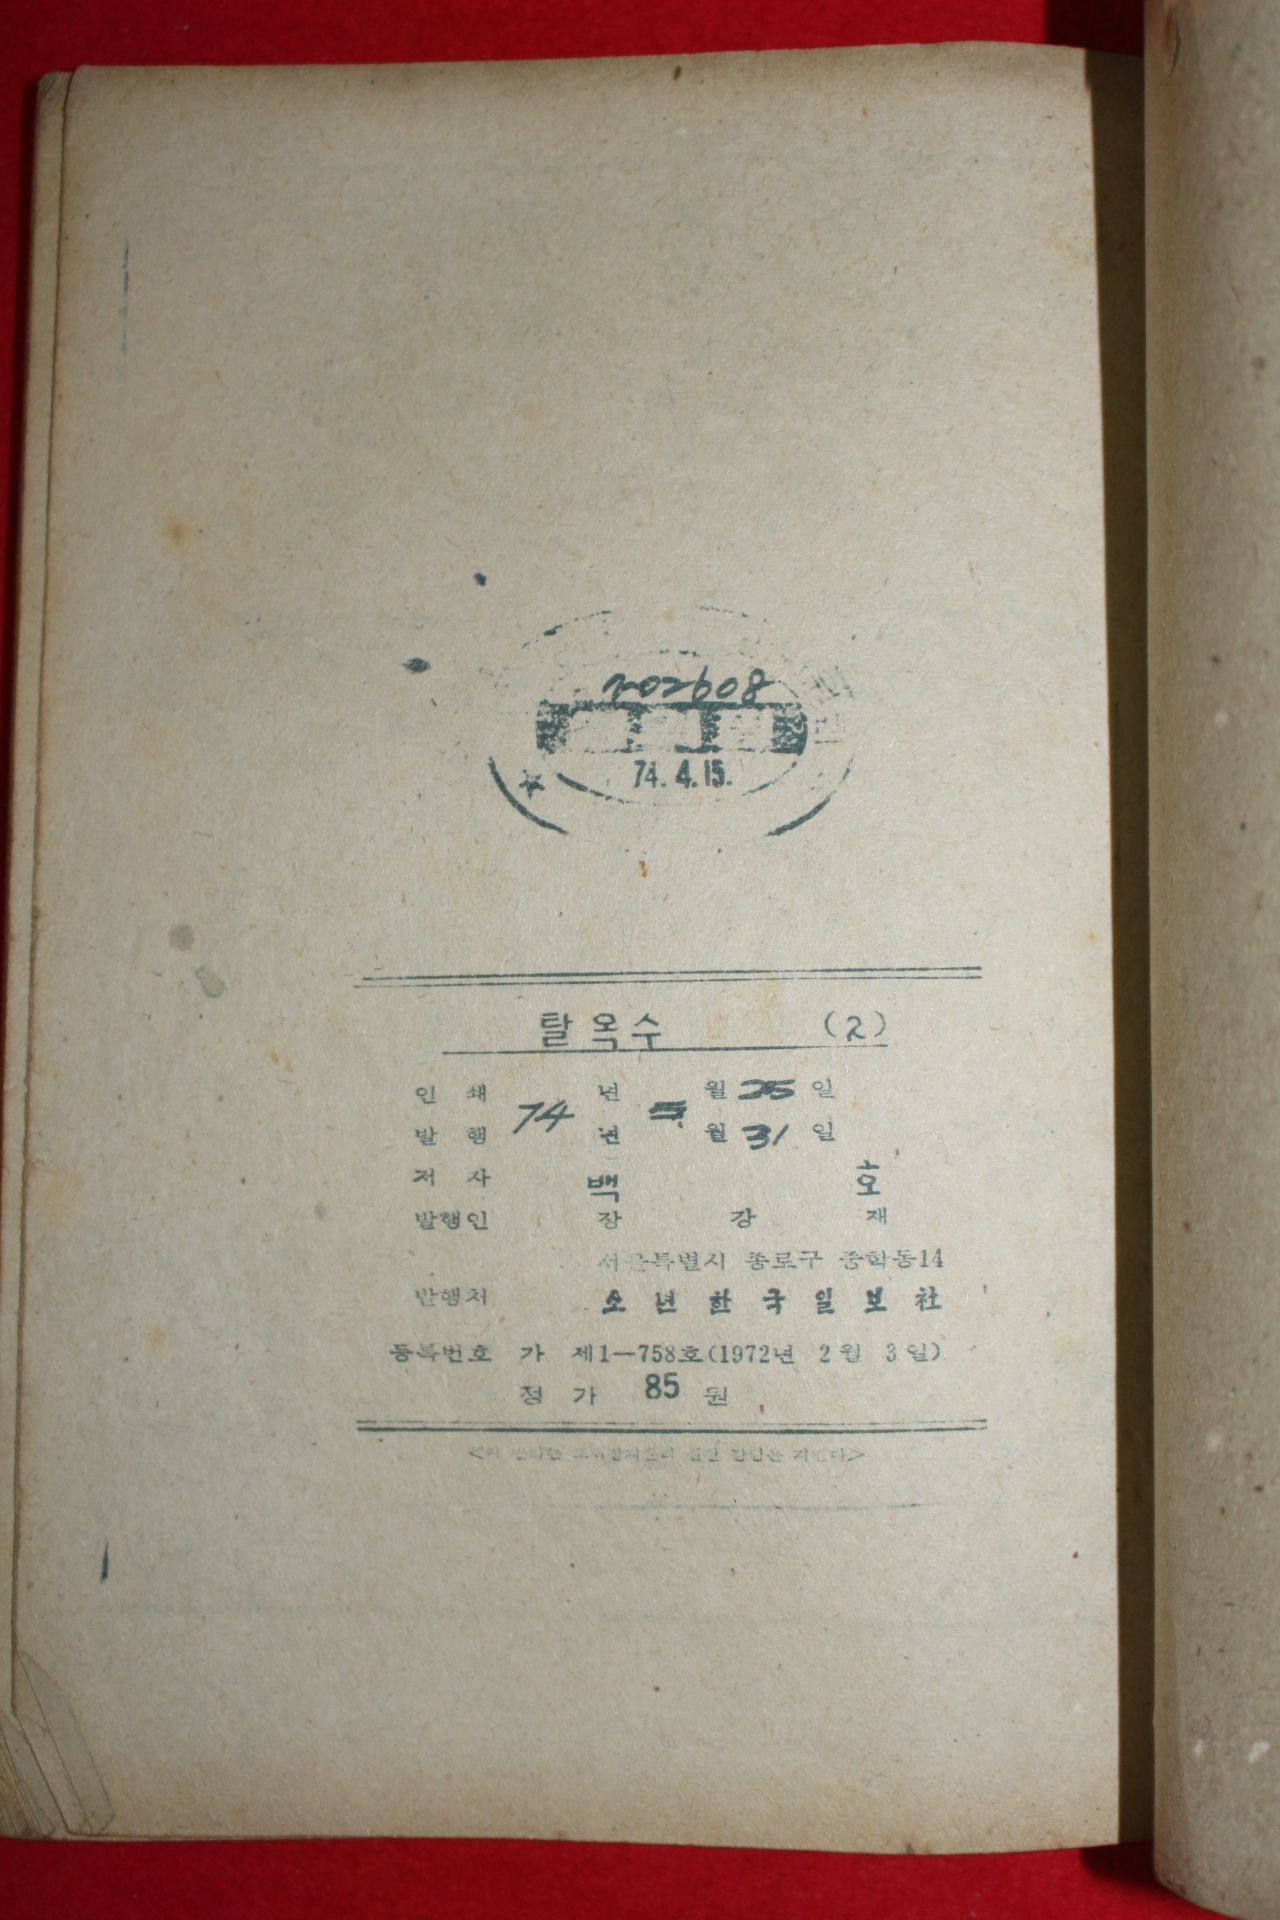 202608
74.4.15.
탈옥수 (2)
인 쇄 74 년 5 월 25 일
발 행 년 월 31 일
저 자 백 호
발행인 장 강 재
서울특별시 종로구 중학동14
발행처 소년한국일보社
등록번호 가 제1—758호(1972년 2월 3일)
정 가 85 원